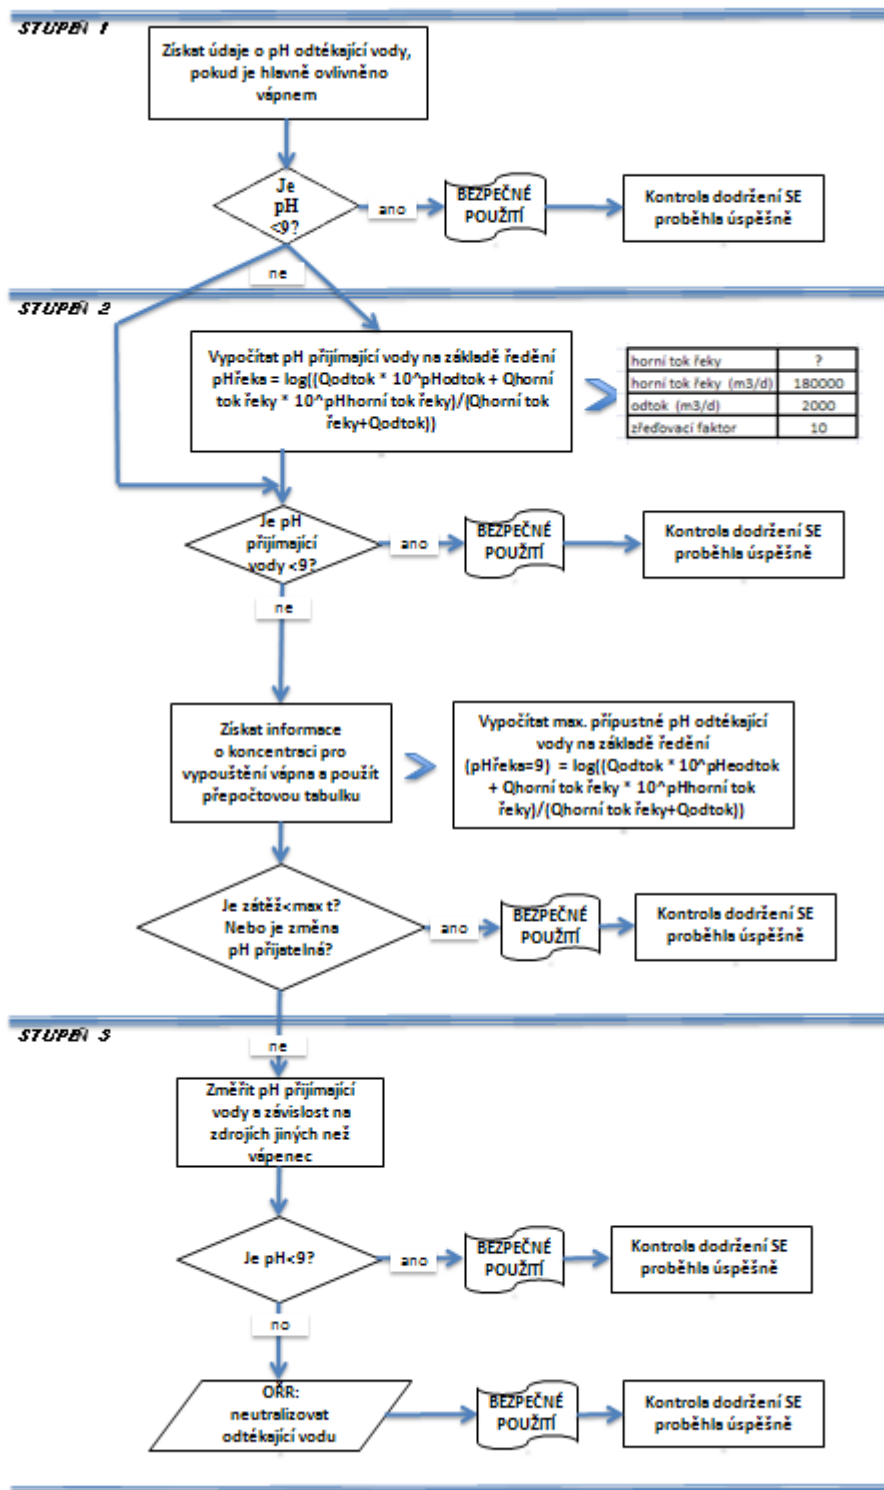 STUPEŇ 1
Získat údaje o pH odtékající vody,
pokud je hlavně ovlivněno
vápnem
Je
pH
<9?
ano
BEZPEČNÉ
POUŽITÍ
Kontrola dodržení SE
proběhla úspěšně
ne
STUPEŇ 2
Vypočítat pH přijímající vody na základě ředění
pHřeka = log((Qodtok * 10^pHodtok + Qhorní
tok řeky * 10^pHhorní tok řeky)/(Qhorní tok
řeky+Qodtok))
horní tok řeky ?
horní tok řeky (m3/d) 180000
odtok (m3/d) 2000
zřeďovací faktor 10
Je pH
přijímající
vody <9?
ano
BEZPEČNÉ
POUŽITÍ
Kontrola dodržení SE
proběhla úspěšně
ne
Získat informace
o koncentraci pro
vypouštění vápna a použít
přepočtovou tabulku
Vypočítat max. přípustné pH odtékající
vody na základě ředění
(pHřeka=9) = log((Qodtok * 10^pHeodtok
+ Qhorní tok řeky * 10^pHhorní tok
řeky)/(Qhorní tok řeky+Qodtok))
Je zátěž<max t?
Nebo je změna
pH přijatelná?
ano
BEZPEČNÉ
POUŽITÍ
Kontrola dodržení SE
proběhla úspěšně
STUPEŇ 3
ne
Změřit pH přijímající
vody a závislost na
zdrojích jiných než
vápenec
Je pH<9?
ano
BEZPEČNÉ
POUŽITÍ
Kontrola dodržení SE
proběhla úspěšně
no
OŘR:
neutralizovat
odtékající vodu
BEZPEČNÉ
POUŽITÍ
Kontrola dodržení SE
proběhla úspěšně